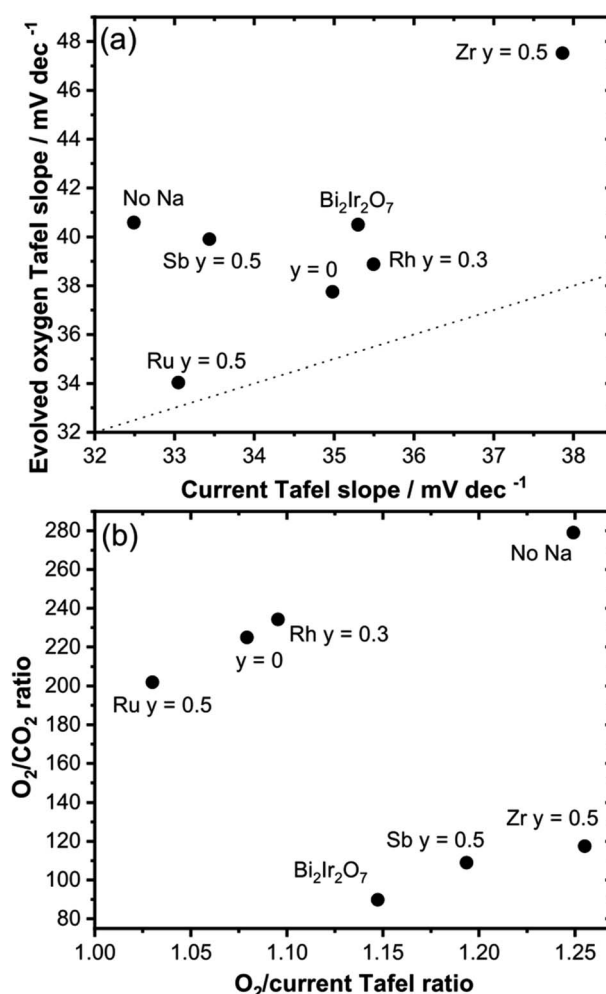 (a)
Evolved oxygen Tafel slope / mV dec ⁻¹
48
46
44
42
40
38
36
34
32
Zr y = 0.5
No Na
Bi₂Ir₂O₇
Sb y = 0.5
y = 0
Rh y = 0.3
Ru y = 0.5
32 33 34 35 36 37 38
Current Tafel slope / mV dec ⁻¹
(b)
O₂/CO₂ ratio
280
260
240
220
200
180
160
140
120
100
80
No Na
Rh y = 0.3
y = 0
Ru y = 0.5
Zr y = 0.5
Sb y = 0.5
Bi₂Ir₂O₇
1.00 1.05 1.10 1.15 1.20 1.25
O₂/current Tafel ratio